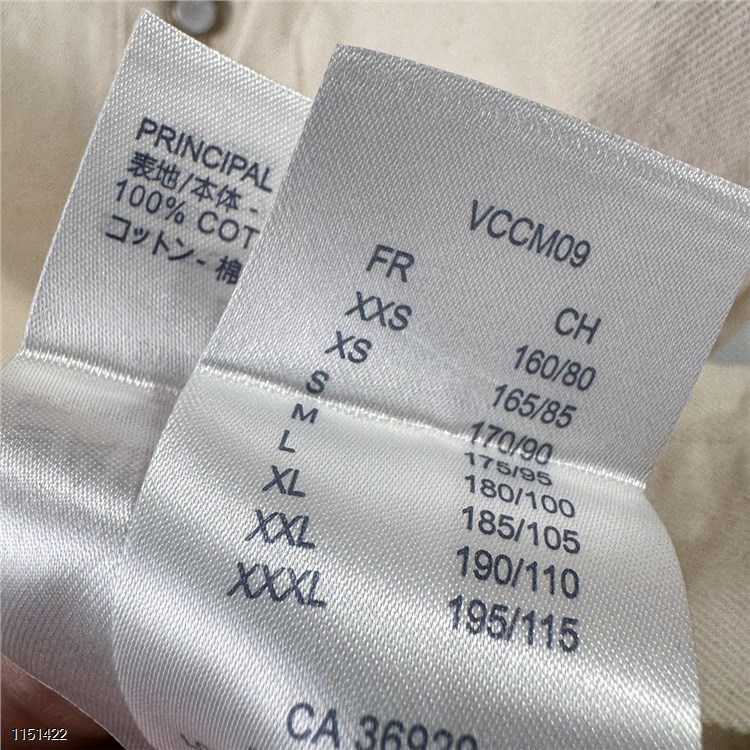 PRINCIPAL
表地/本体 -
100% COT
コットン - 棉
VCCM09
FR CH
XXS 160/80
XS 165/85
S 170/90
M 175/95
L 180/100
XL 185/105
XXL 190/110
XXXL 195/115
CA 36920
1151422